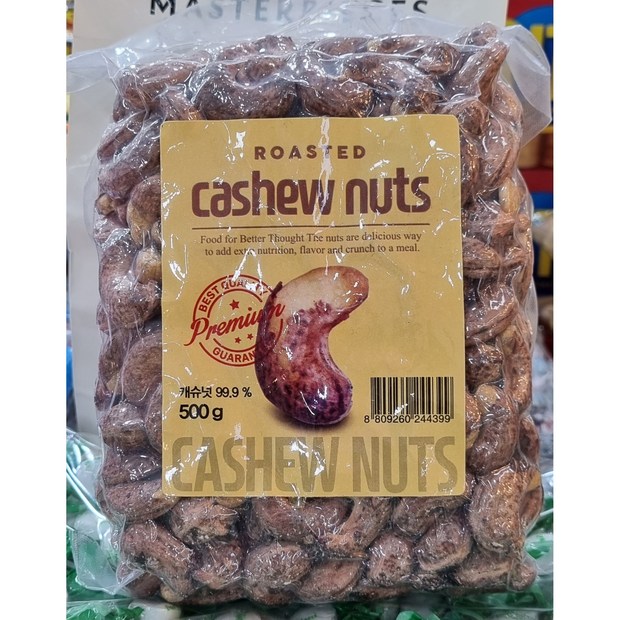 MASTERPIECES
ROASTED
cashew nuts
Food for Better Thought The nuts are delicious way
to add extra nutrition, flavor and crunch to a meal.
BEST QUALITY
Premium
GUARANTEE
캐슈넛 99.9 %
500 g
8 809260 244399
CASHEW NUTS